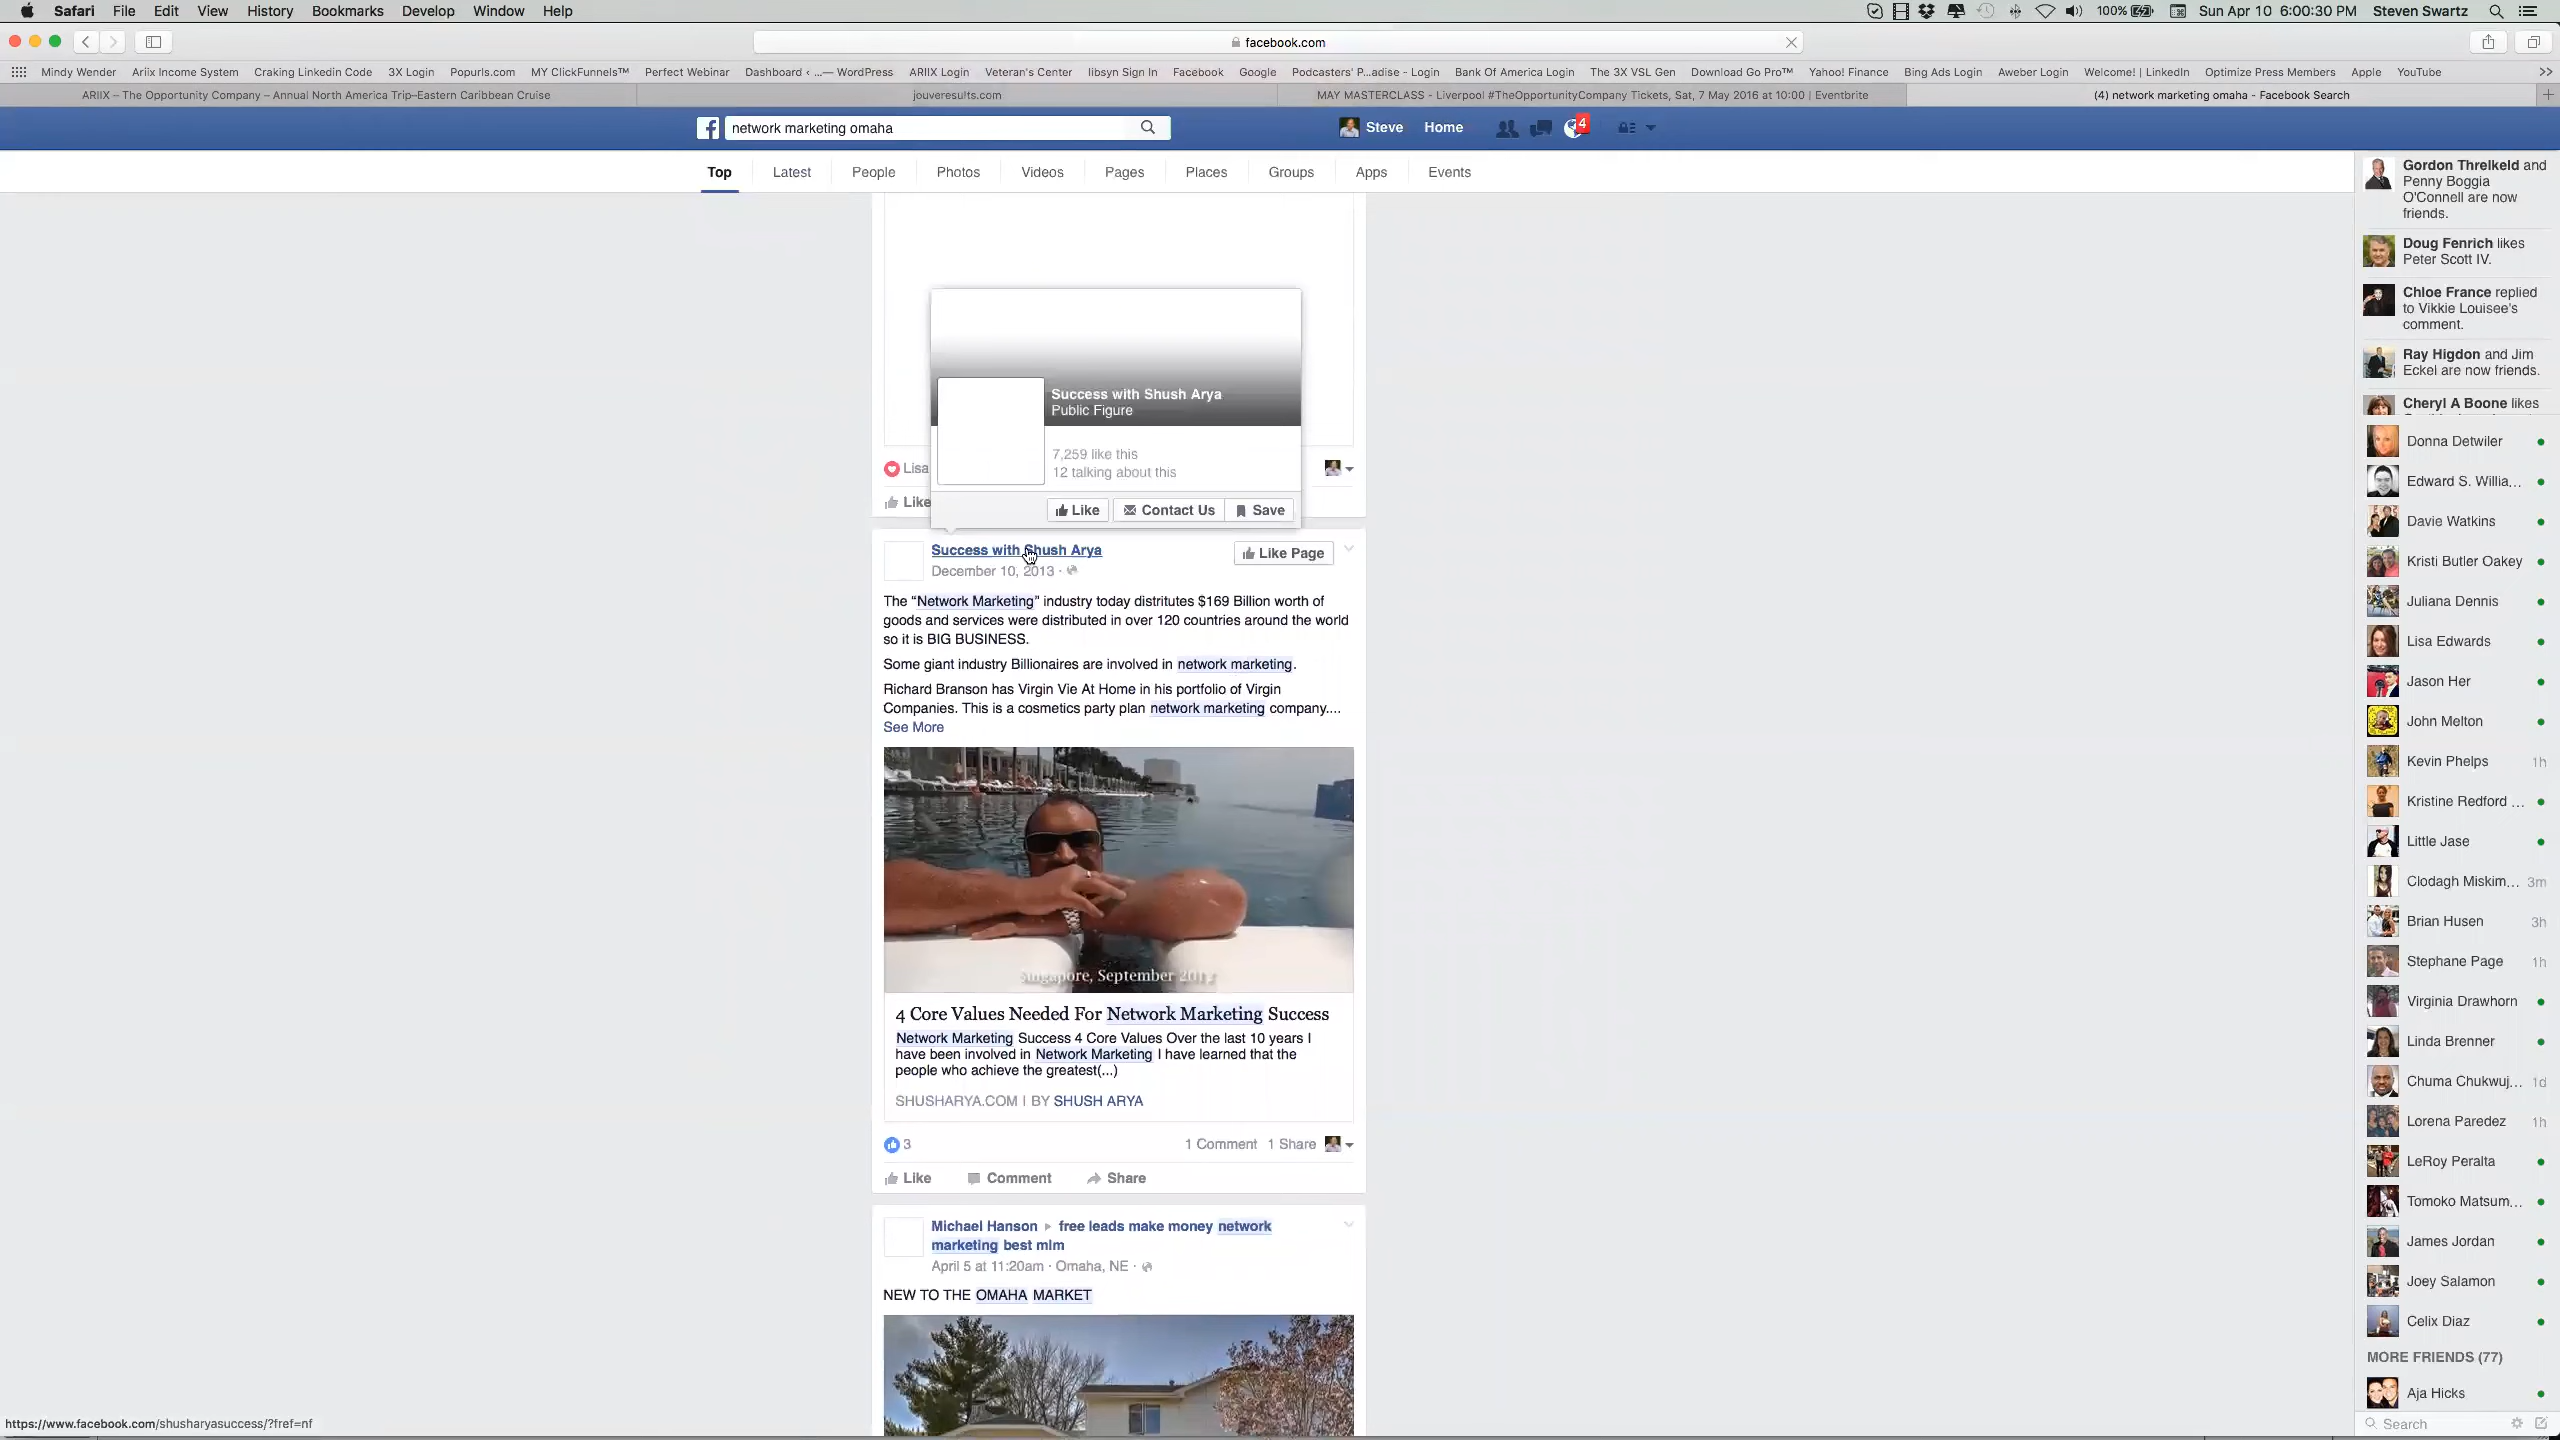 Safari File Edit View History Bookmarks Develop Window Help
100% Sun Apr 10 6:00:30 PM Steven Swartz
facebook.com
Mindy Wender Ariix Income System Craking Linkedin Code 3X Login Popurls.com MY ClickFunnels™ Perfect Webinar Dashboard ‹ ...— WordPress ARIIX Login Veteran's Center libsyn Sign In Facebook Google Podcasters' P...adise - Login Bank Of America Login The 3X VSL Gen Download Go Pro™ Yahoo! Finance Bing Ads Login Aweber Login Welcome! | LinkedIn Optimize Press Members Apple YouTube
ARIIX – The Opportunity Company – Annual North America Trip–Eastern Caribbean Cruise
jouveresults.com
MAY MASTERCLASS - Liverpool #TheOpportunityCompany Tickets, Sat, 7 May 2016 at 10:00 | Eventbrite
(4) network marketing omaha - Facebook Search
network marketing omaha
Steve Home 4
Top Latest People Photos Videos Pages Places Groups Apps Events
Success with Shush Arya
Public Figure
7,259 like this
12 talking about this
Lisa
Like
Like Contact Us Save
Success with Shush Arya
Like Page
December 10, 2013 ·
The “Network Marketing” industry today distritutes $169 Billion worth of
goods and services were distributed in over 120 countries around the world
so it is BIG BUSINESS.
Some giant industry Billionaires are involved in network marketing.
Richard Branson has Virgin Vie At Home in his portfolio of Virgin
Companies. This is a cosmetics party plan network marketing company....
See More
Singapore, September 2013
4 Core Values Needed For Network Marketing Success
Network Marketing Success 4 Core Values Over the last 10 years I
have been involved in Network Marketing I have learned that the
people who achieve the greatest(...)
SHUSHARYA.COM | BY SHUSH ARYA
3
1 Comment 1 Share
Like Comment Share
Michael Hanson ▸ free leads make money network
marketing best mlm
April 5 at 11:20am · Omaha, NE ·
NEW TO THE OMAHA MARKET
https://www.facebook.com/shusharyasuccess/?fref=nf
Gordon Threlkeld and
Penny Boggia
O'Connell are now
friends.
Doug Fenrich likes
Peter Scott IV.
Chloe France replied
to Vikkie Louisee's
comment.
Ray Higdon and Jim
Eckel are now friends.
Cheryl A Boone likes
Donna Detwiler
Edward S. Willia...
Davie Watkins
Kristi Butler Oakey
Juliana Dennis
Lisa Edwards
Jason Her
John Melton
Kevin Phelps 1h
Kristine Redford ...
Little Jase
Clodagh Miskim... 3m
Brian Husen 3h
Stephane Page 1h
Virginia Drawhorn
Linda Brenner
Chuma Chukwuj... 1d
Lorena Paredez 1h
LeRoy Peralta
Tomoko Matsum...
James Jordan
Joey Salamon
Celix Diaz
MORE FRIENDS (77)
Aja Hicks
Search